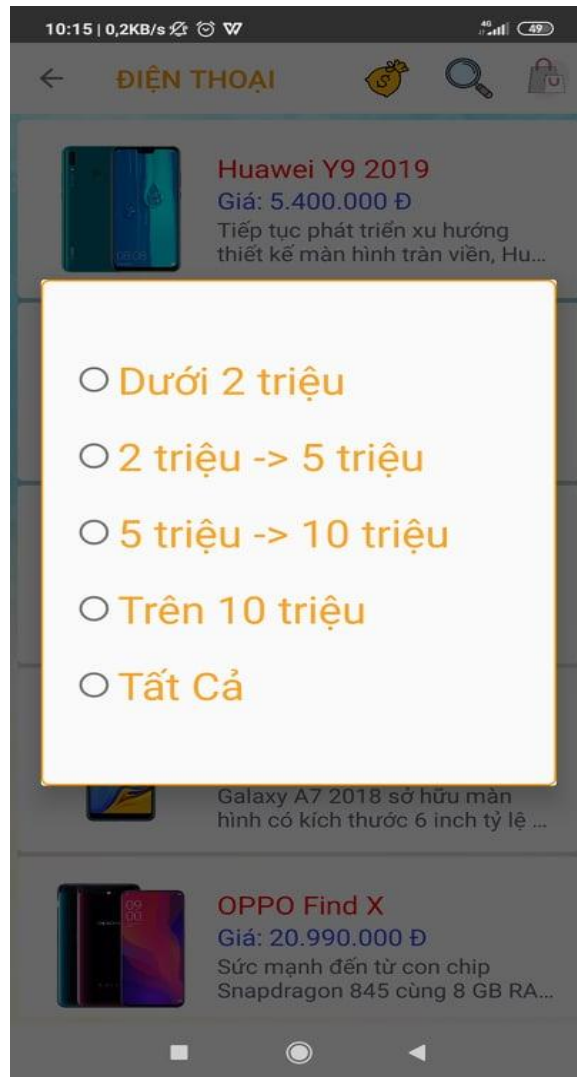 10:15 | 0,2KB/s
4G
49
ĐIỆN THOẠI
Huawei Y9 2019
Giá: 5.400.000 Đ
Tiếp tục phát triển xu hướng
thiết kế màn hình tràn viền, Hu...
Dưới 2 triệu
2 triệu -> 5 triệu
5 triệu -> 10 triệu
Trên 10 triệu
Tất Cả
Galaxy A7 2018 sở hữu màn
hình có kích thước 6 inch tỷ lệ ...
OPPO Find X
Giá: 20.990.000 Đ
Sức mạnh đến từ con chip
Snapdragon 845 cùng 8 GB RA...